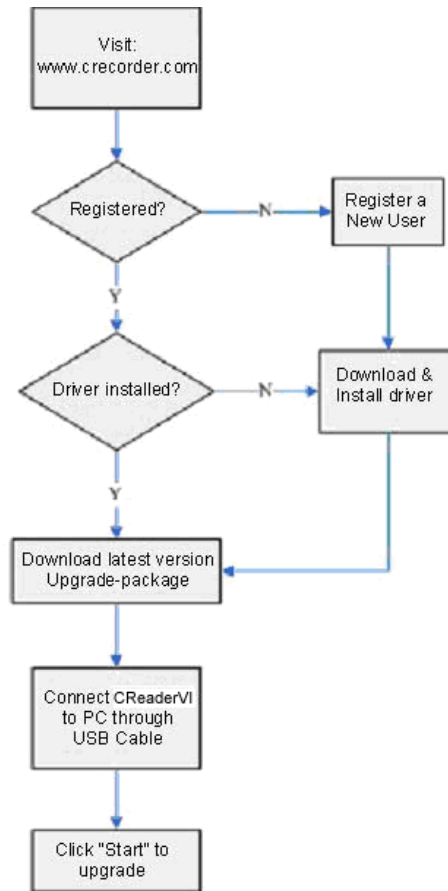 Visit:
www.crecorder.com
Registered?
N
Register a
New User
Y
Driver installed?
N
Download &
Install driver
Y
Download latest version
Upgrade-package
Connect CReaderVI
to PC through
USB Cable
Click "Start" to
upgrade